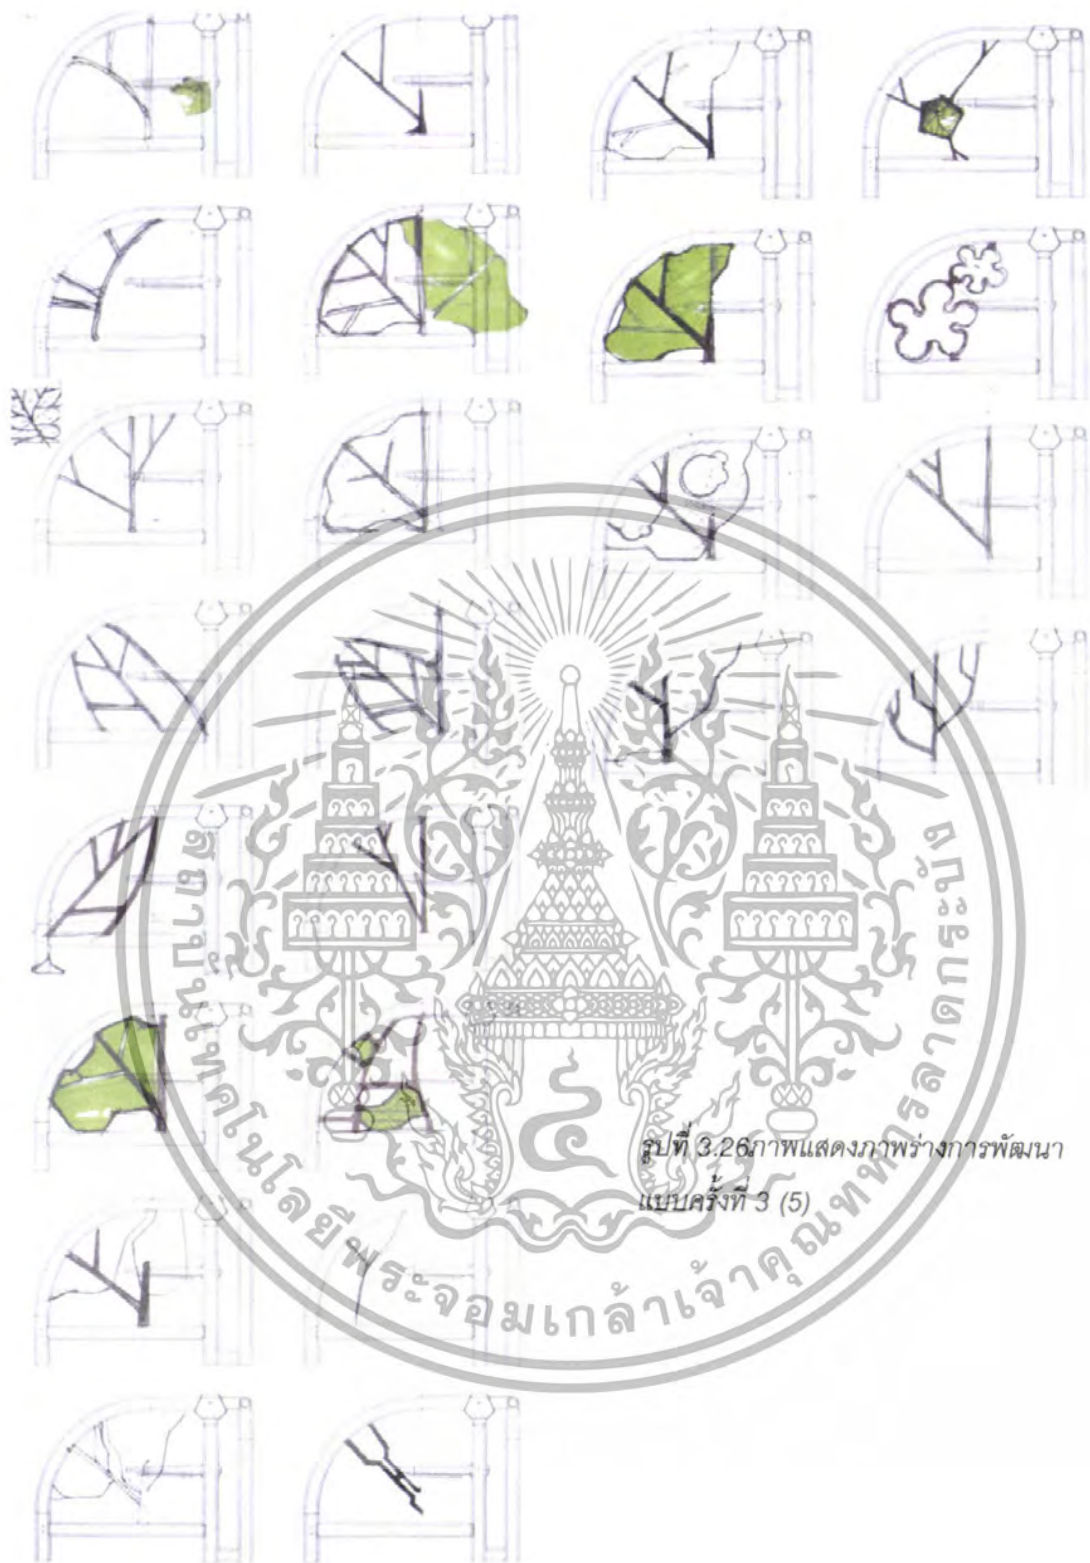 รูปที่ 3.26ภาพแสดงภาพร่างการพัฒนา
แบบครั้งที่ 3 (5)
สถาบันเทคโนโลยีพระจอมเกล้าเจ้าคุณทหารลาดกระบัง